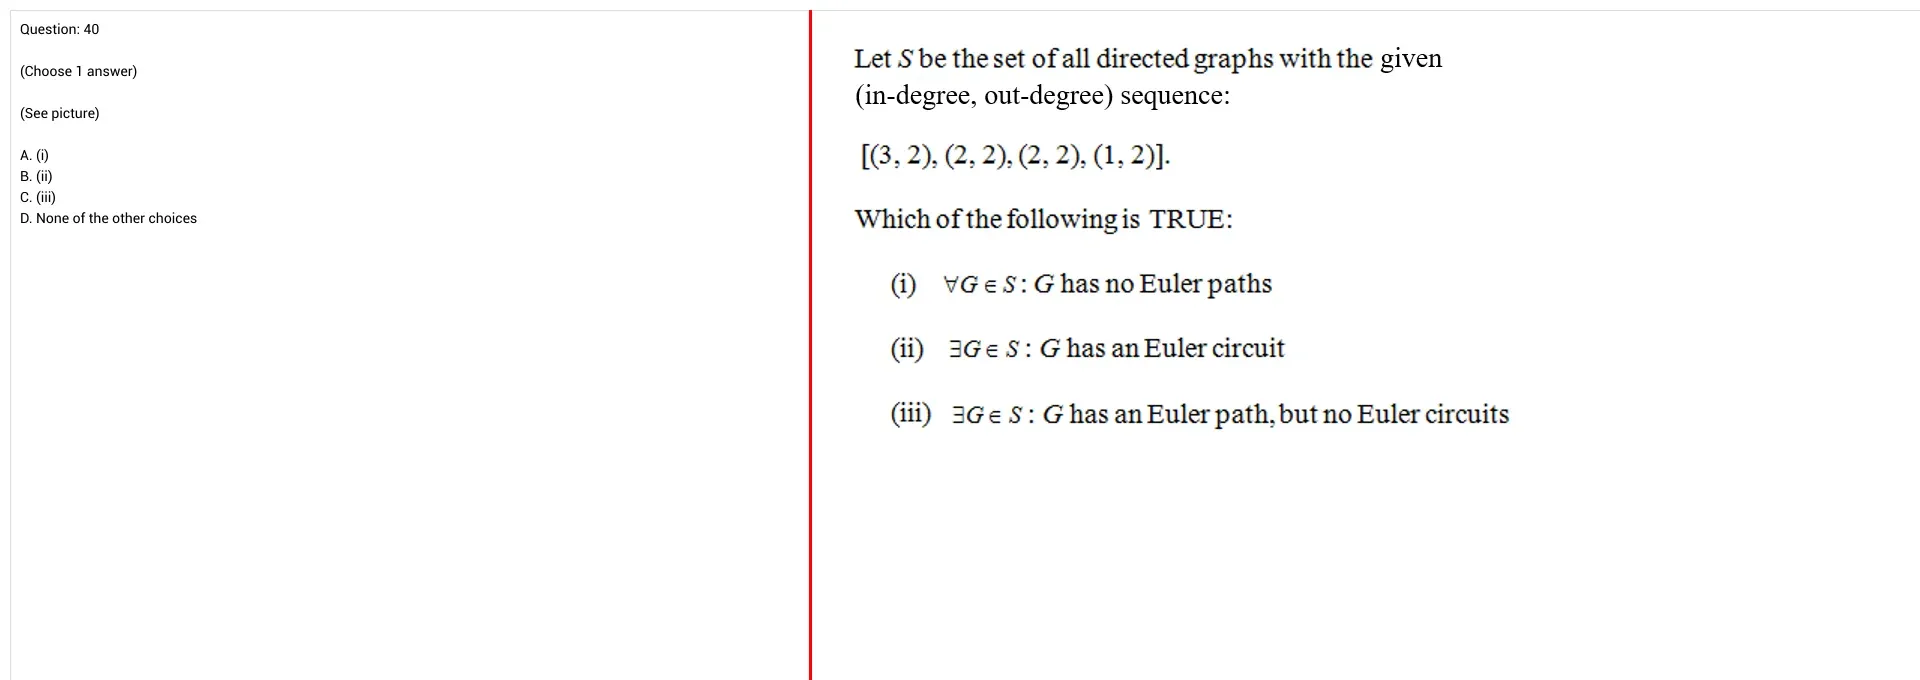 Question: 40
(Choose 1 answer)
(See picture)
A. (i)
B. (ii)
C. (iii)
D. None of the other choices
Let S be the set of all directed graphs with the given
(in-degree, out-degree) sequence:
[(3, 2), (2, 2), (2, 2), (1, 2)].
Which of the following is TRUE:
(i) ∀G ∈ S : G has no Euler paths
(ii) ∃G ∈ S : G has an Euler circuit
(iii) ∃G ∈ S : G has an Euler path, but no Euler circuits